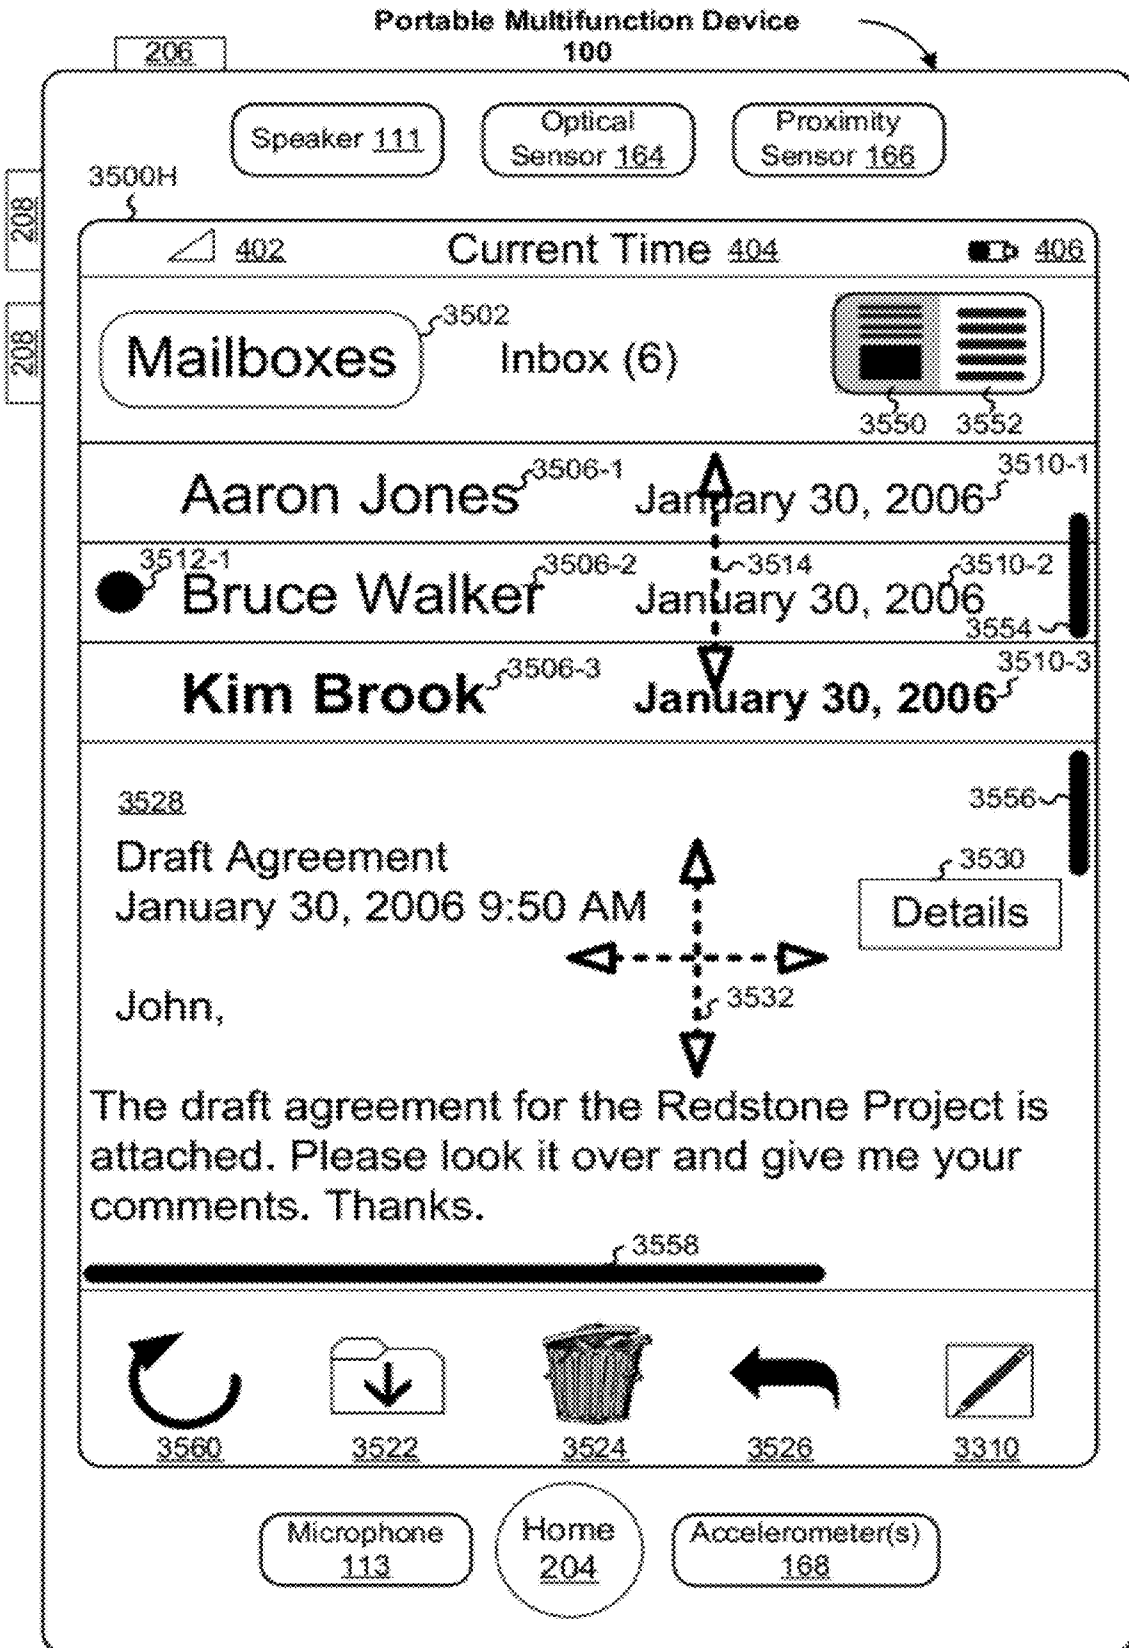 Portable Multifunction Device
100
206
Speaker 111
Optical
Sensor 164
Proximity
Sensor 166
3500H
208
208
402
Current Time 404
406
Mailboxes
3502
Inbox (6)
3550
3552
Aaron Jones
3506-1
January 30, 2006
3510-1
3512-1
Bruce Walker
3506-2
3514
January 30, 2006
3510-2
3554
Kim Brook
3506-3
January 30, 2006
3510-3
3528
3556
Draft Agreement
3530
January 30, 2006 9:50 AM
Details
3532
John,
The draft agreement for the Redstone Project is
attached. Please look it over and give me your
comments. Thanks.
3558
3560
3522
3524
3526
3310
Microphone
113
Home
204
Accelerometer(s)
168